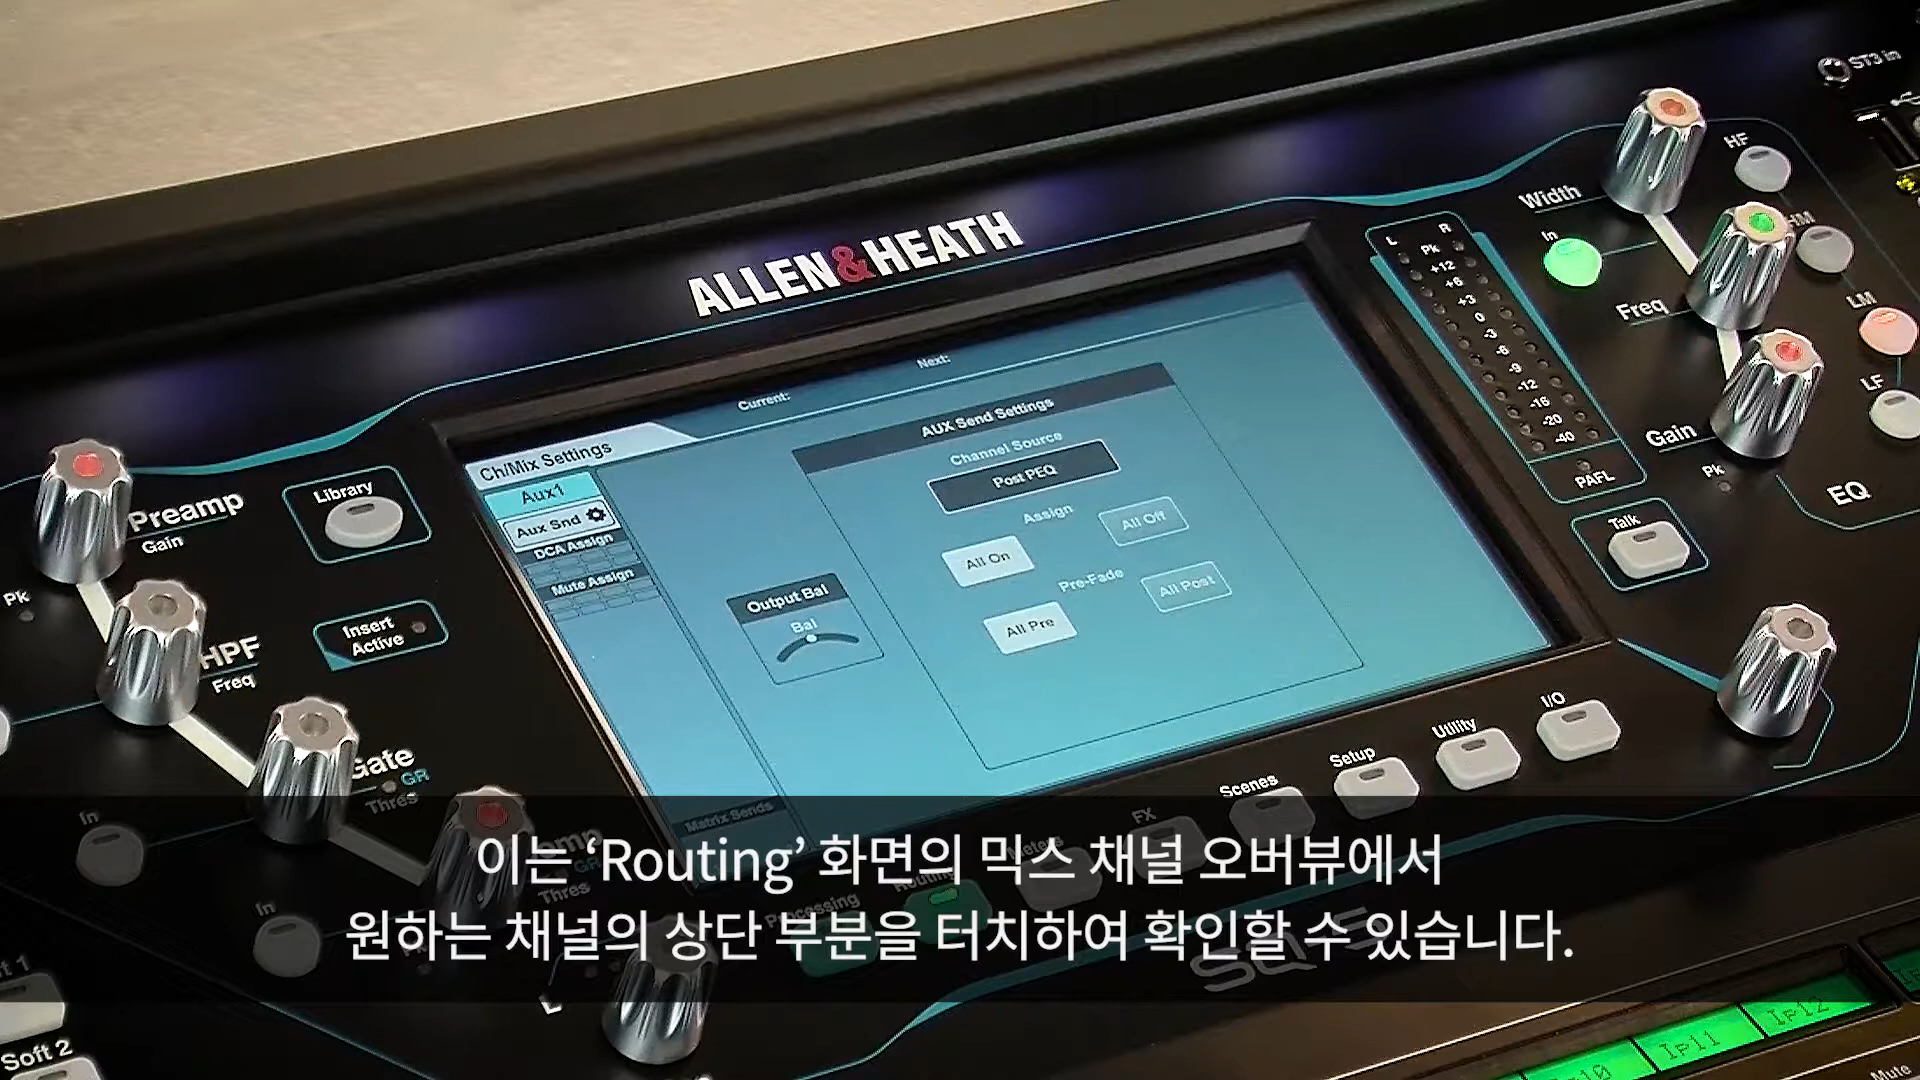 ST3 in
HF
Width
HM
In
Freq
LM
LF
Gain
Pk
EQ
ALLEN&HEATH
L R
Pk
+12
+6
+3
0
-3
-6
-9
-12
-16
-20
-40
PAFL
Talk
Next:
Current:
Ch/Mix Settings
Aux1
Aux Snd
DCA Assign
Mute Assign
Output Bal
Bal
AUX Send Settings
Channel Source
Post PEQ
Assign
All On
All Off
Pre-Fade
All Pre
All Post
Matrix Sends
Preamp
Gain
Library
Pk
HPF
Freq
Insert
Active
Gate
GR
Thres
In
GR
Thres
In
I/O
Utility
Setup
Scenes
FX
Meters
Routing
Processing
이는 ‘Routing’ 화면의 믹스 채널 오버뷰에서
원하는 채널의 상단 부분을 터치하여 확인할 수 있습니다.
L
Soft 2
Ip11
Ip12
Mute